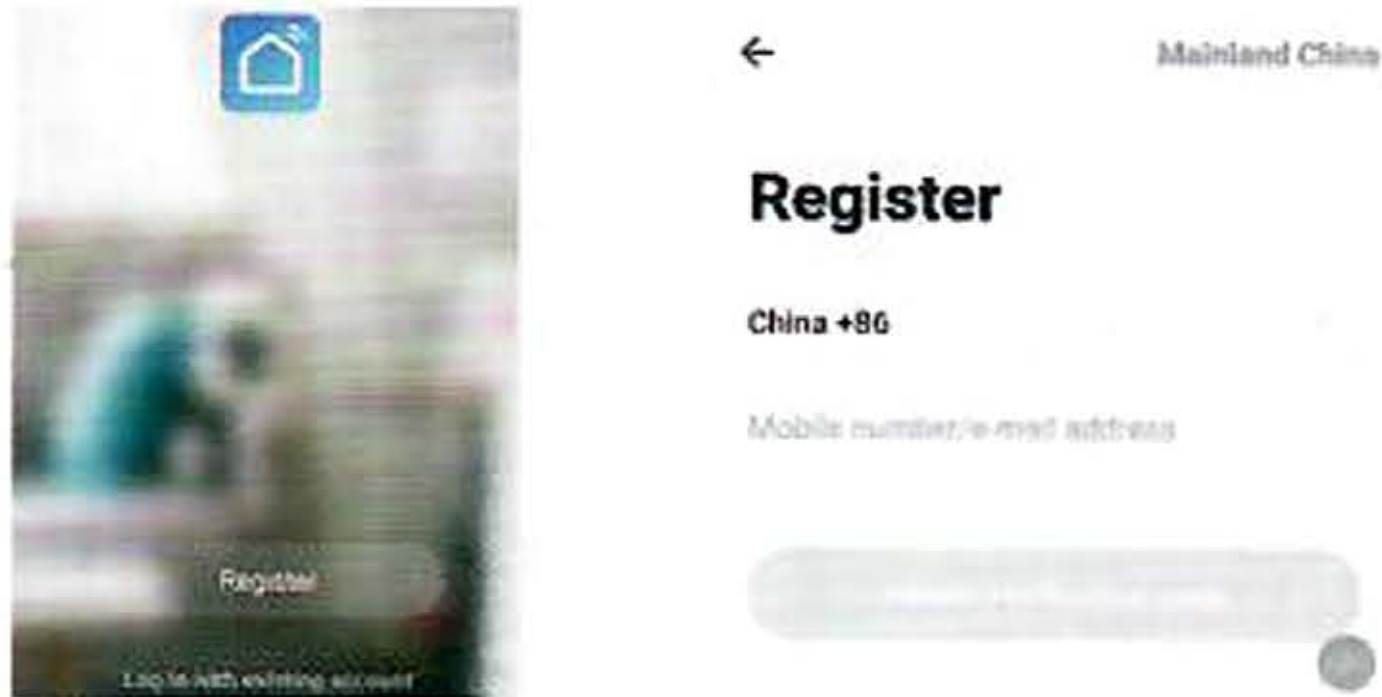 Register
Log in with existing account
Mainland China
Register
China +86
Mobile number/e-mail address